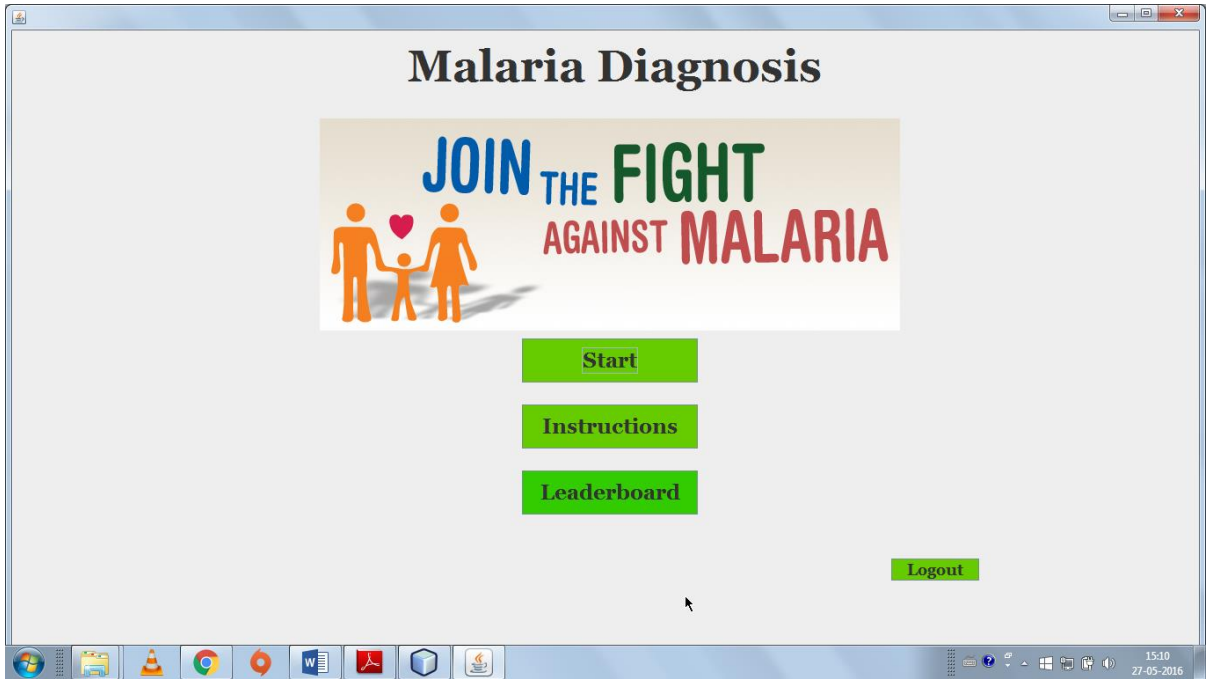 Malaria Diagnosis
JOIN THE FIGHT
AGAINST MALARIA
Start
Instructions
Leaderboard
Logout
15:10
27-05-2016